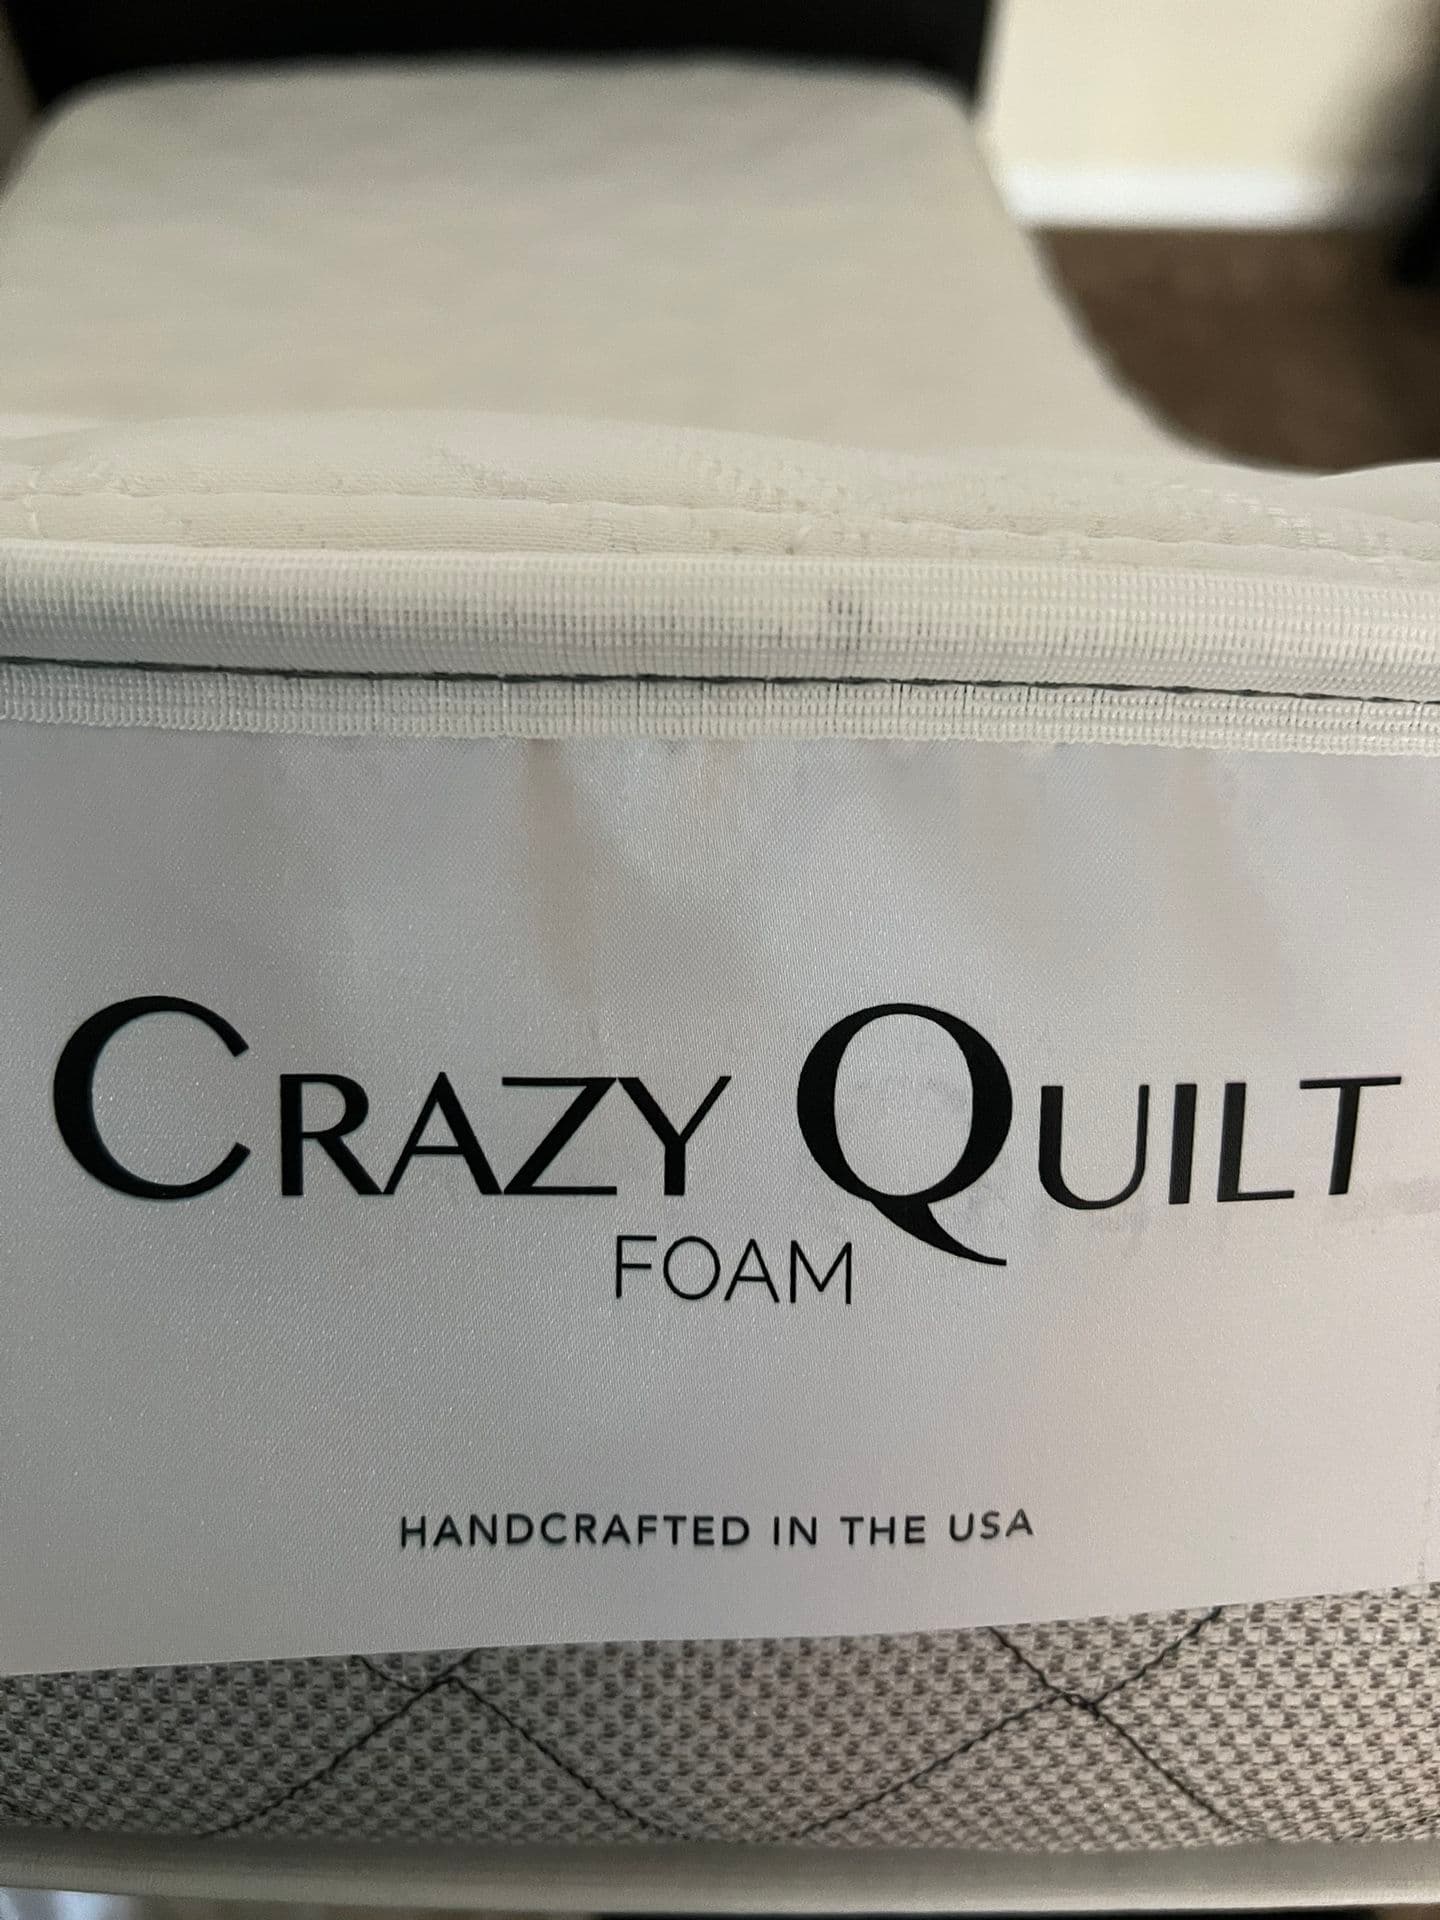 CRAZY QUILT
FOAM
HANDCRAFTED IN THE USA